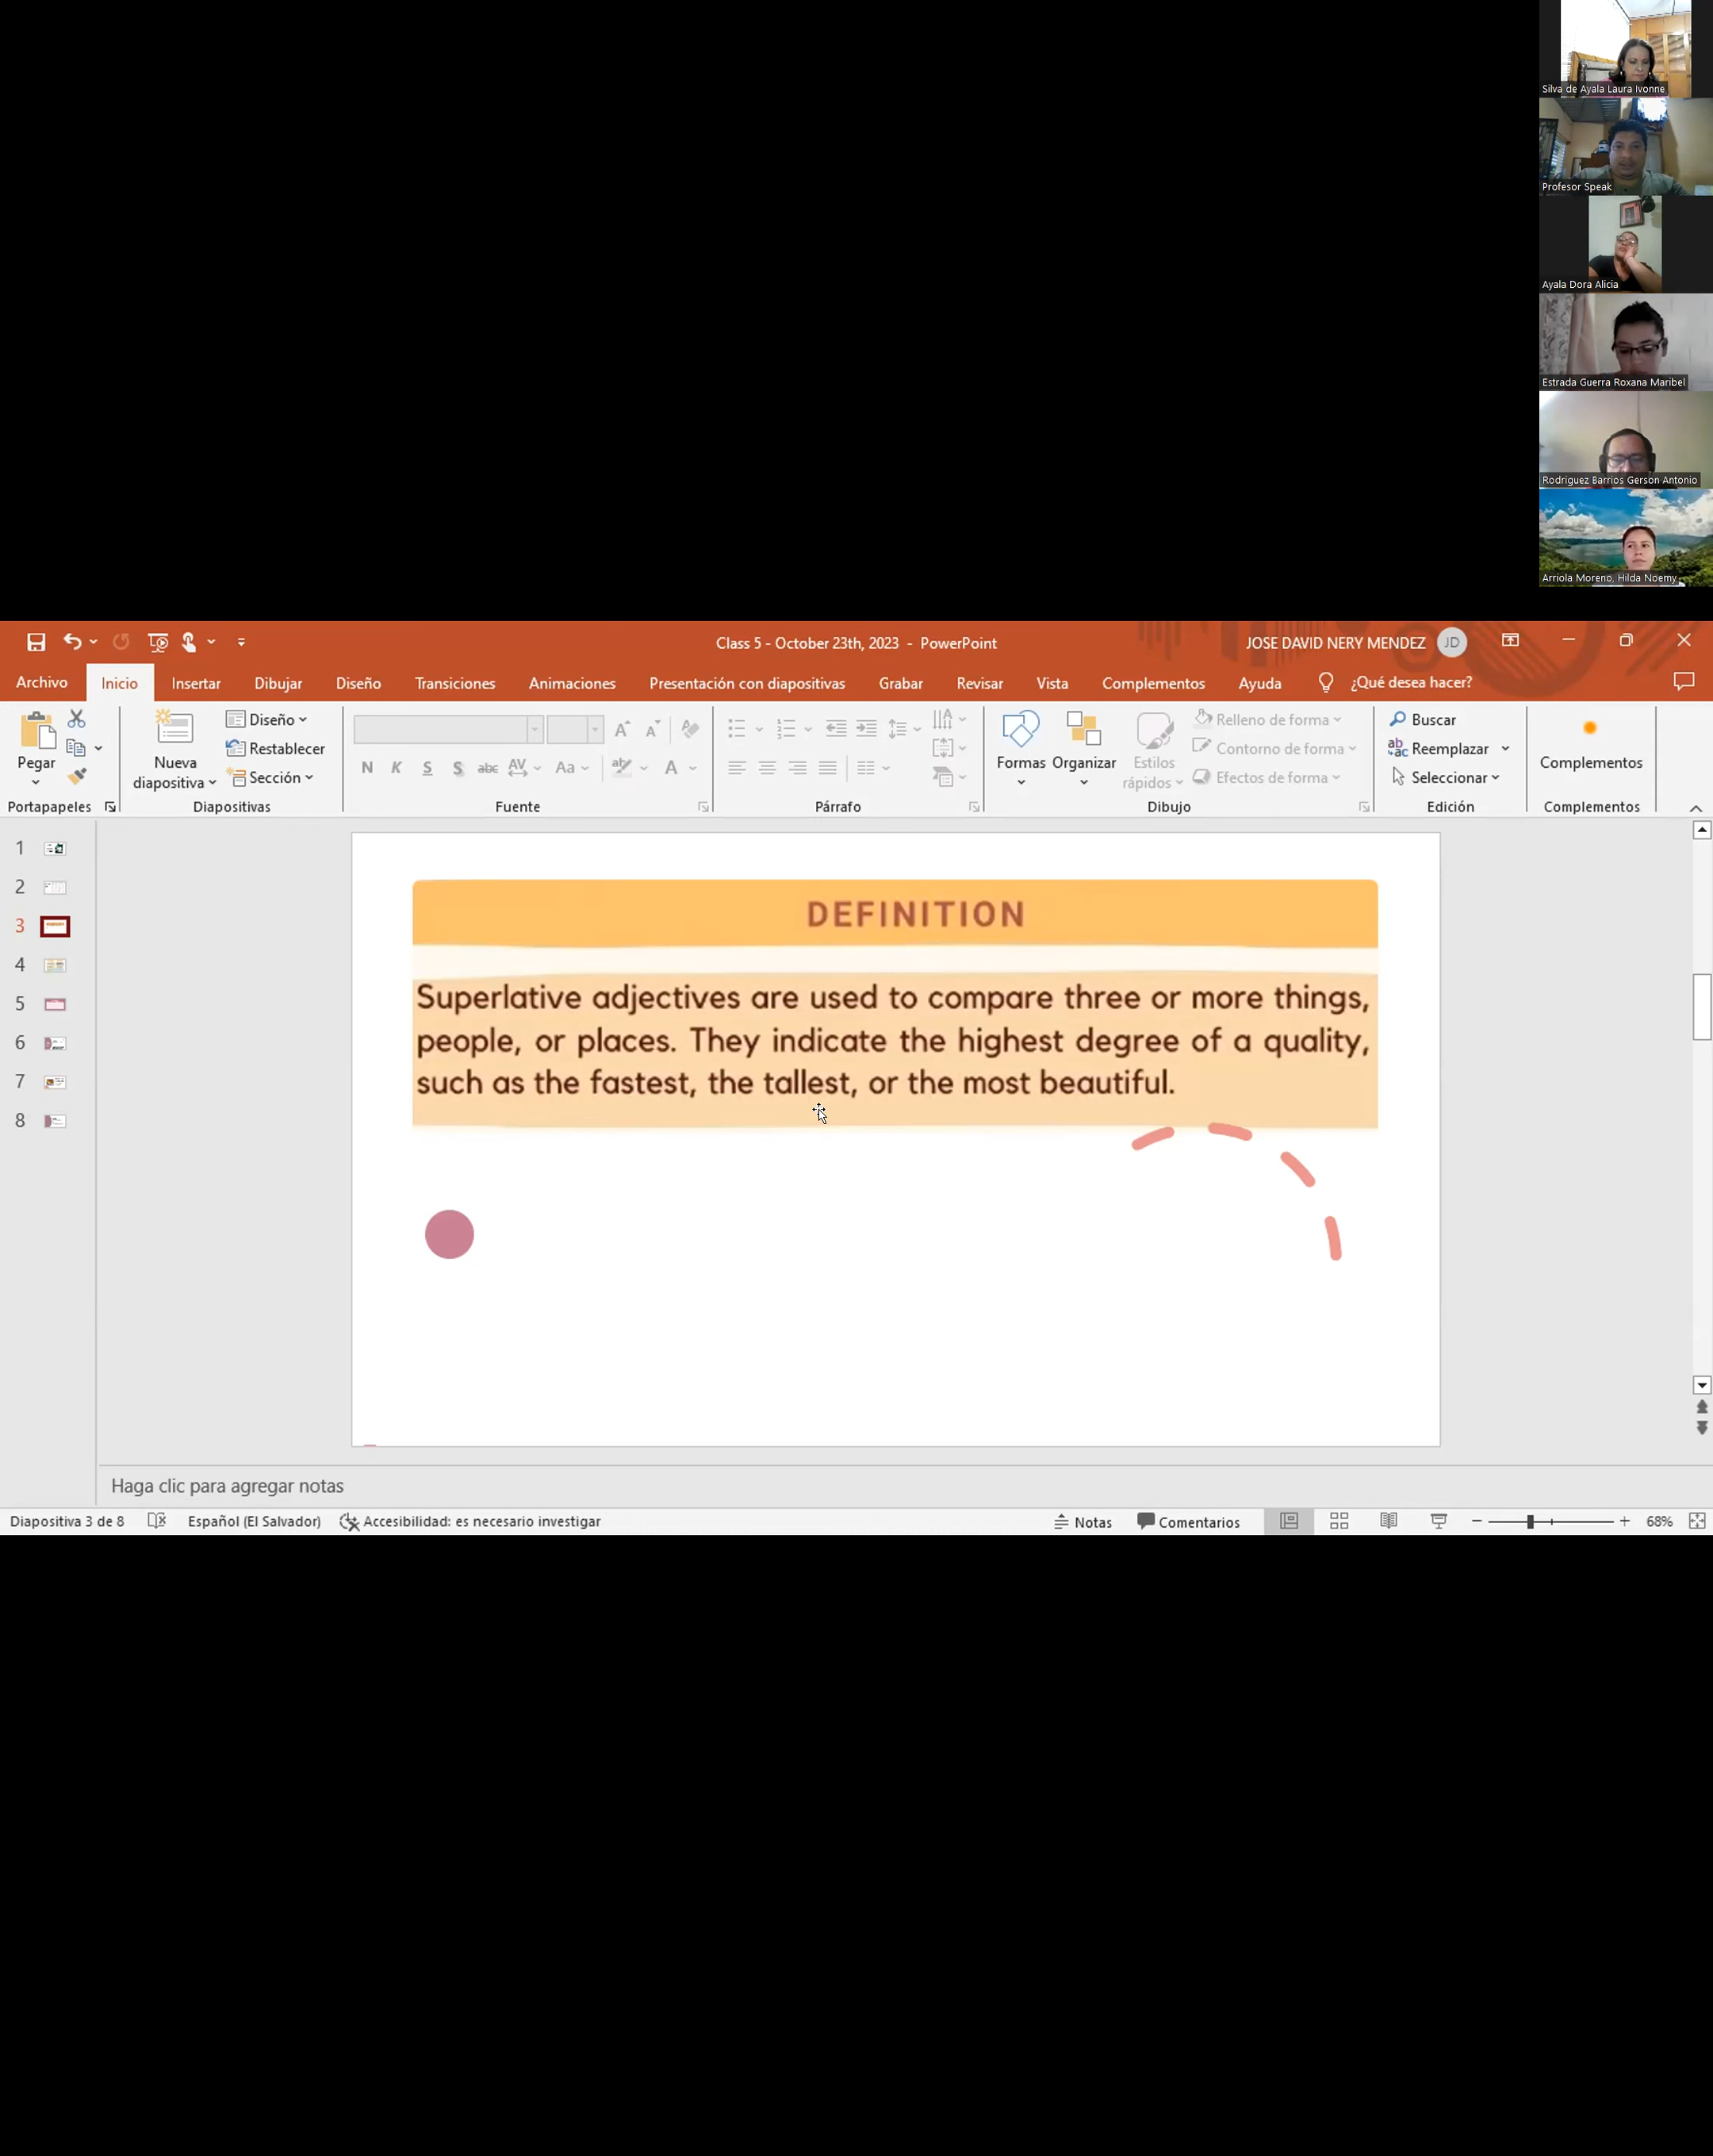 Silva de Ayala Laura Ivonne
Profesor Speak
Ayala Dora Alicia
Estrada Guerra Roxana Maribel
Rodriguez Barrios Gerson Antonio
Arriola Moreno, Hilda Noemy
Class 5 - October 23th, 2023 - PowerPoint
JOSE DAVID NERY MENDEZ
JD
Archivo Inicio Insertar Dibujar Diseño Transiciones Animaciones Presentación con diapositivas Grabar Revisar Vista Complementos Ayuda ¿Qué desea hacer?
Pegar
Portapapeles
Nueva
diapositiva
Diseño
Restablecer
Sección
Diapositivas
N K S S abc AV Aa A
Fuente
Párrafo
Formas
Organizar
Estilos
rápidos
Relleno de forma
Contorno de forma
Efectos de forma
Dibujo
Buscar
Reemplazar
Seleccionar
Edición
Complementos
Complementos
1
2
3
4
5
6
7
8
DEFINITION
Superlative adjectives are used to compare three or more things,
people, or places. They indicate the highest degree of a quality,
such as the fastest, the tallest, or the most beautiful.
Haga clic para agregar notas
Diapositiva 3 de 8 Español (El Salvador) Accesibilidad: es necesario investigar Notas Comentarios 68%